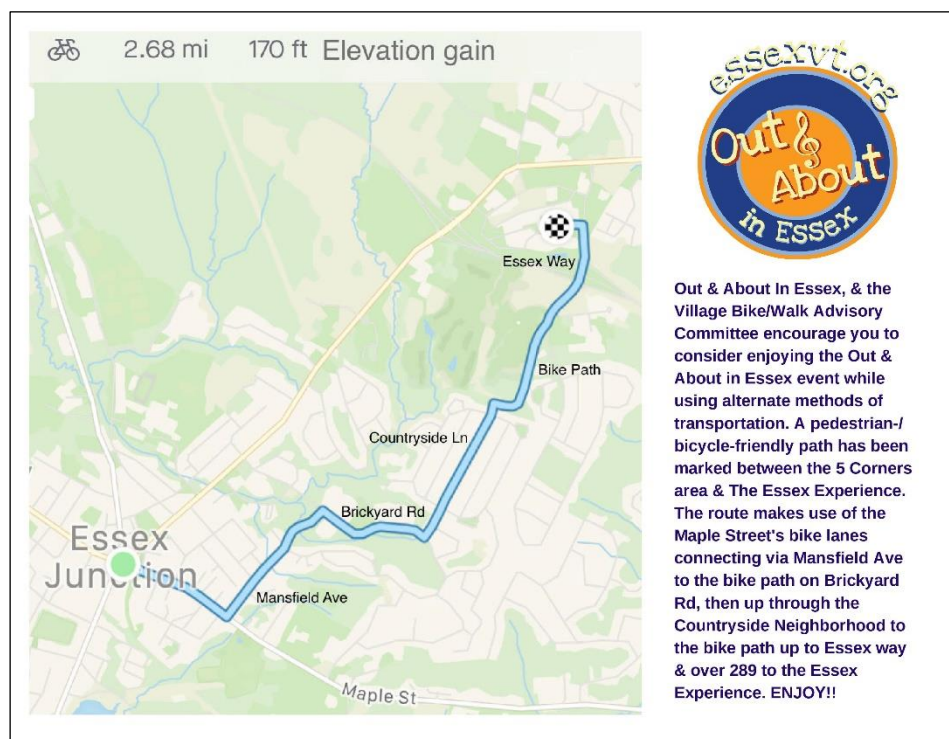 2.68 mi 170 ft Elevation gain
Essex Way
Bike Path
Countryside Ln
Brickyard Rd
Essex
Junction
Mansfield Ave
Maple St
essexvt.org
Out &
About
in Essex
Out & About In Essex, & the
Village Bike/Walk Advisory
Committee encourage you to
consider enjoying the Out &
About in Essex event while
using alternate methods of
transportation. A pedestrian-/
bicycle-friendly path has been
marked between the 5 Corners
area & The Essex Experience.
The route makes use of the
Maple Street's bike lanes
connecting via Mansfield Ave
to the bike path on Brickyard
Rd, then up through the
Countryside Neighborhood to
the bike path up to Essex way
& over 289 to the Essex
Experience. ENJOY!!